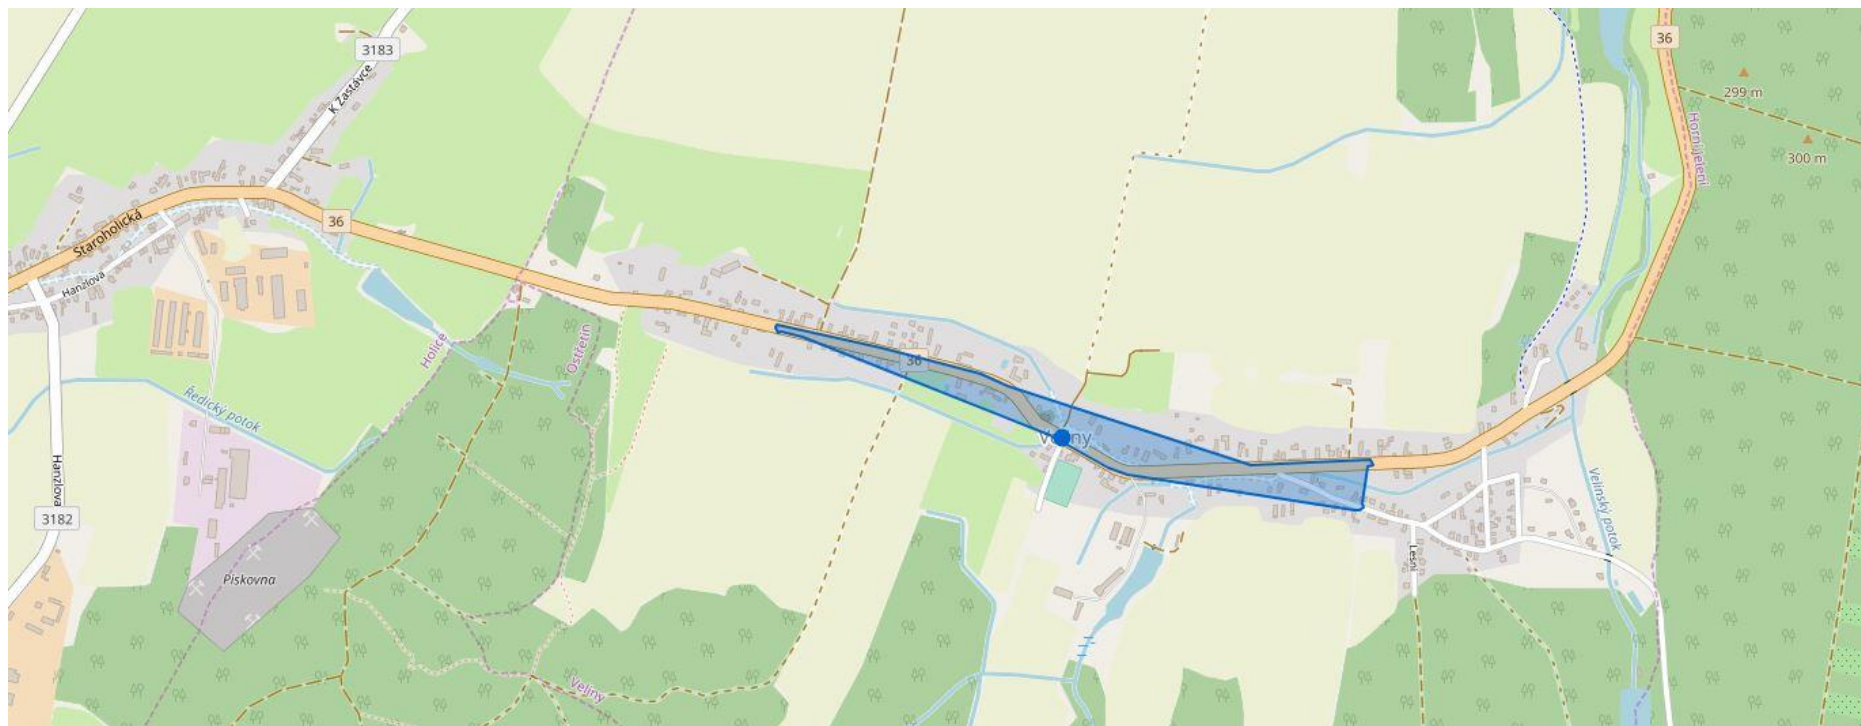 3183
K Zastávce
36
299 m
Horní Jelení
300 m
Staroholická
36
Hanzlova
Holice
Ostřetín
36
Ředický potok
Veliny
Hanzlova
3182
Velinský potok
Lesní
Pískovna
Veliny